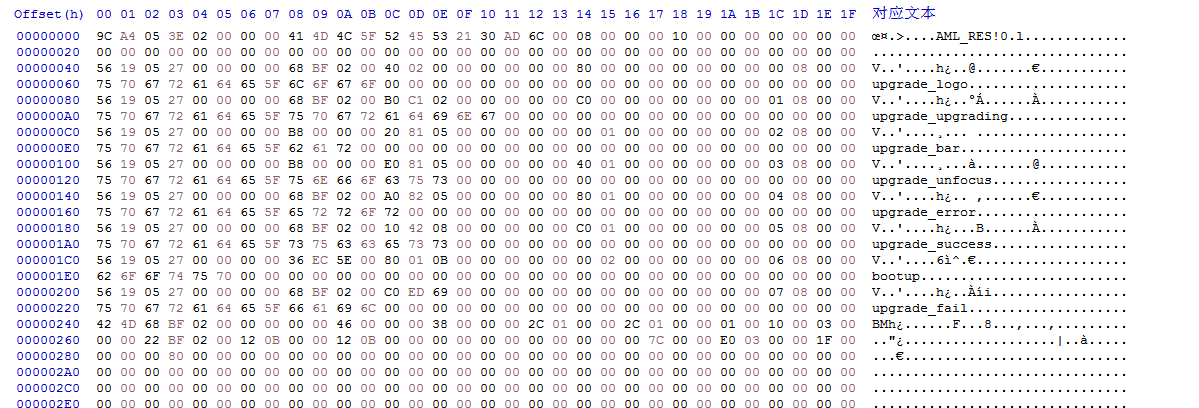 Offset(h) 00 01 02 03 04 05 06 07 08 09 0A 0B 0C 0D 0E 0F 10 11 12 13 14 15 16 17 18 19 1A 1B 1C 1D 1E 1F 对应文本
00000000 9C A4 05 3E 02 00 00 00 41 4D 4C 5F 52 45 53 21 30 AD 6C 00 08 00 00 00 10 00 00 00 00 00 00 00 œ¤.>....AML_RES!0.l.............
00000020 00 00 00 00 00 00 00 00 00 00 00 00 00 00 00 00 00 00 00 00 00 00 00 00 00 00 00 00 00 00 00 00 ................................
00000040 56 19 05 27 00 00 00 00 68 BF 02 00 40 02 00 00 00 00 00 00 80 00 00 00 00 00 00 00 00 08 00 00 V..'....h¿..@.......€...........
00000060 75 70 67 72 61 64 65 5F 6C 6F 67 6F 00 00 00 00 00 00 00 00 00 00 00 00 00 00 00 00 00 00 00 00 upgrade_logo....................
00000080 56 19 05 27 00 00 00 00 68 BF 02 00 B0 C1 02 00 00 00 00 00 C0 00 00 00 00 00 00 00 01 08 00 00 V..'....h¿..°Á......À...........
000000A0 75 70 67 72 61 64 65 5F 75 70 67 72 61 64 69 6E 67 00 00 00 00 00 00 00 00 00 00 00 00 00 00 00 upgrade_upgrading...............
000000C0 56 19 05 27 00 00 00 00 B8 00 00 00 20 81 05 00 00 00 00 00 00 01 00 00 00 00 00 00 02 08 00 00 V..'....¸... ...................
000000E0 75 70 67 72 61 64 65 5F 62 61 72 00 00 00 00 00 00 00 00 00 00 00 00 00 00 00 00 00 00 00 00 00 upgrade_bar.....................
00000100 56 19 05 27 00 00 00 00 B8 00 00 00 E0 81 05 00 00 00 00 00 40 01 00 00 00 00 00 00 03 08 00 00 V..'....¸...à.......@...........
00000120 75 70 67 72 61 64 65 5F 75 6E 66 6F 63 75 73 00 00 00 00 00 00 00 00 00 00 00 00 00 00 00 00 00 upgrade_unfocus.................
00000140 56 19 05 27 00 00 00 00 68 BF 02 00 A0 82 05 00 00 00 00 00 80 01 00 00 00 00 00 00 04 08 00 00 V..'....h¿.. ‚......€...........
00000160 75 70 67 72 61 64 65 5F 65 72 72 6F 72 00 00 00 00 00 00 00 00 00 00 00 00 00 00 00 00 00 00 00 upgrade_error...................
00000180 56 19 05 27 00 00 00 00 68 BF 02 00 10 42 08 00 00 00 00 00 C0 01 00 00 00 00 00 00 05 08 00 00 V..'....h¿...B......À...........
000001A0 75 70 67 72 61 64 65 5F 73 75 63 63 65 73 73 00 00 00 00 00 00 00 00 00 00 00 00 00 00 00 00 00 upgrade_success.................
000001C0 56 19 05 27 00 00 00 00 36 EC 5E 00 80 01 0B 00 00 00 00 00 00 02 00 00 00 00 00 00 06 08 00 00 V..'....6ì^.€...................
000001E0 62 6F 6F 74 75 70 00 00 00 00 00 00 00 00 00 00 00 00 00 00 00 00 00 00 00 00 00 00 00 00 00 00 bootup..........................
00000200 56 19 05 27 00 00 00 00 68 BF 02 00 C0 ED 69 00 00 00 00 00 00 00 00 00 00 00 00 00 07 08 00 00 V..'....h¿..Àíi.................
00000220 75 70 67 72 61 64 65 5F 66 61 69 6C 00 00 00 00 00 00 00 00 00 00 00 00 00 00 00 00 00 00 00 00 upgrade_fail....................
00000240 42 4D 68 BF 02 00 00 00 00 00 46 00 00 00 38 00 00 00 2C 01 00 00 2C 01 00 00 01 00 10 00 03 00 BMh¿......F...8...,...,.........
00000260 00 00 22 BF 02 00 12 0B 00 00 12 0B 00 00 00 00 00 00 00 00 00 00 00 7C 00 00 E0 03 00 00 1F 00 .."¿...................|..à.....
00000280 00 00 00 80 00 00 00 00 00 00 00 00 00 00 00 00 00 00 00 00 00 00 00 00 00 00 00 00 00 00 00 00 ...€............................
000002A0 00 00 00 00 00 00 00 00 00 00 00 00 00 00 00 00 00 00 00 00 00 00 00 00 00 00 00 00 00 00 00 00 ................................
000002C0 00 00 00 00 00 00 00 00 00 00 00 00 00 00 00 00 00 00 00 00 00 00 00 00 00 00 00 00 00 00 00 00 ................................
000002E0 00 00 00 00 00 00 00 00 00 00 00 00 00 00 00 00 00 00 00 00 00 00 00 00 00 00 00 00 00 00 00 00 ................................